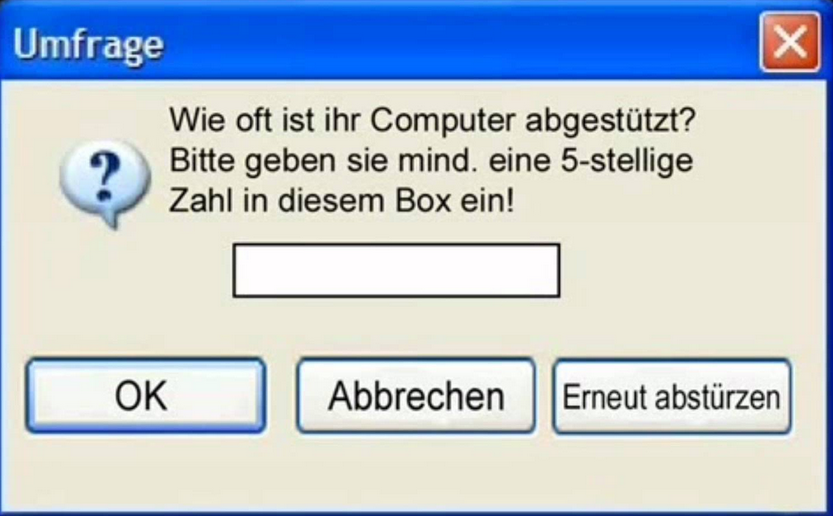 Umfrage
Wie oft ist ihr Computer abgestützt?
Bitte geben sie mind. eine 5-stellige
Zahl in diesem Box ein!
OK
Abbrechen
Erneut abstürzen